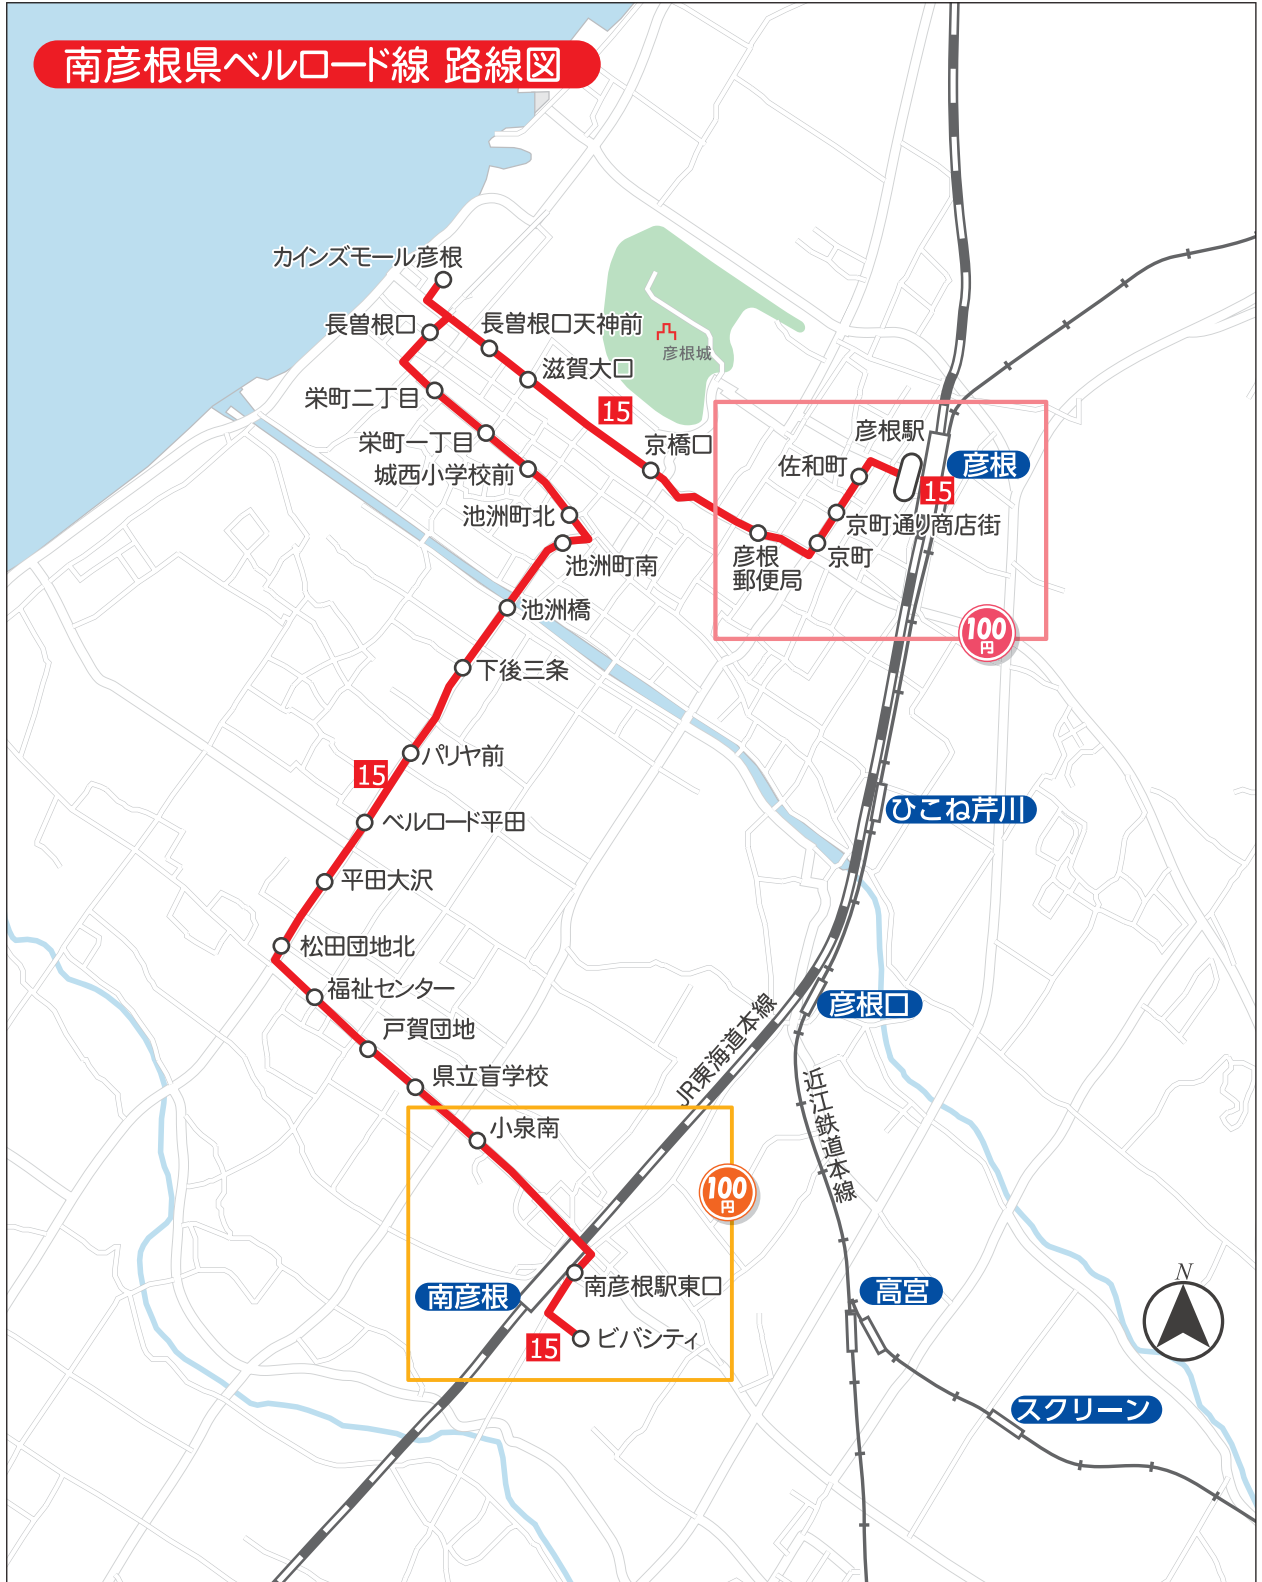 南彦根県ベルロード線 路線図
カインズモール彦根
長曽根口
長曽根口天神前
彦根城
滋賀大口
栄町二丁目
15
彦根駅
京橋口
栄町一丁目
佐和町
彦根
城西小学校前
15
池洲町北
京町通り商店街
彦根
郵便局
京町
池洲町南
池洲橋
100
円
下後三条
パリヤ前
15
ひこね芹川
ベルロード平田
平田大沢
松田団地北
福祉センター
彦根口
戸賀団地
JR東海道本線
県立盲学校
近江鉄道本線
小泉南
100
円
南彦根駅東口
南彦根
高宮
N
15
ビバシティ
スクリーン